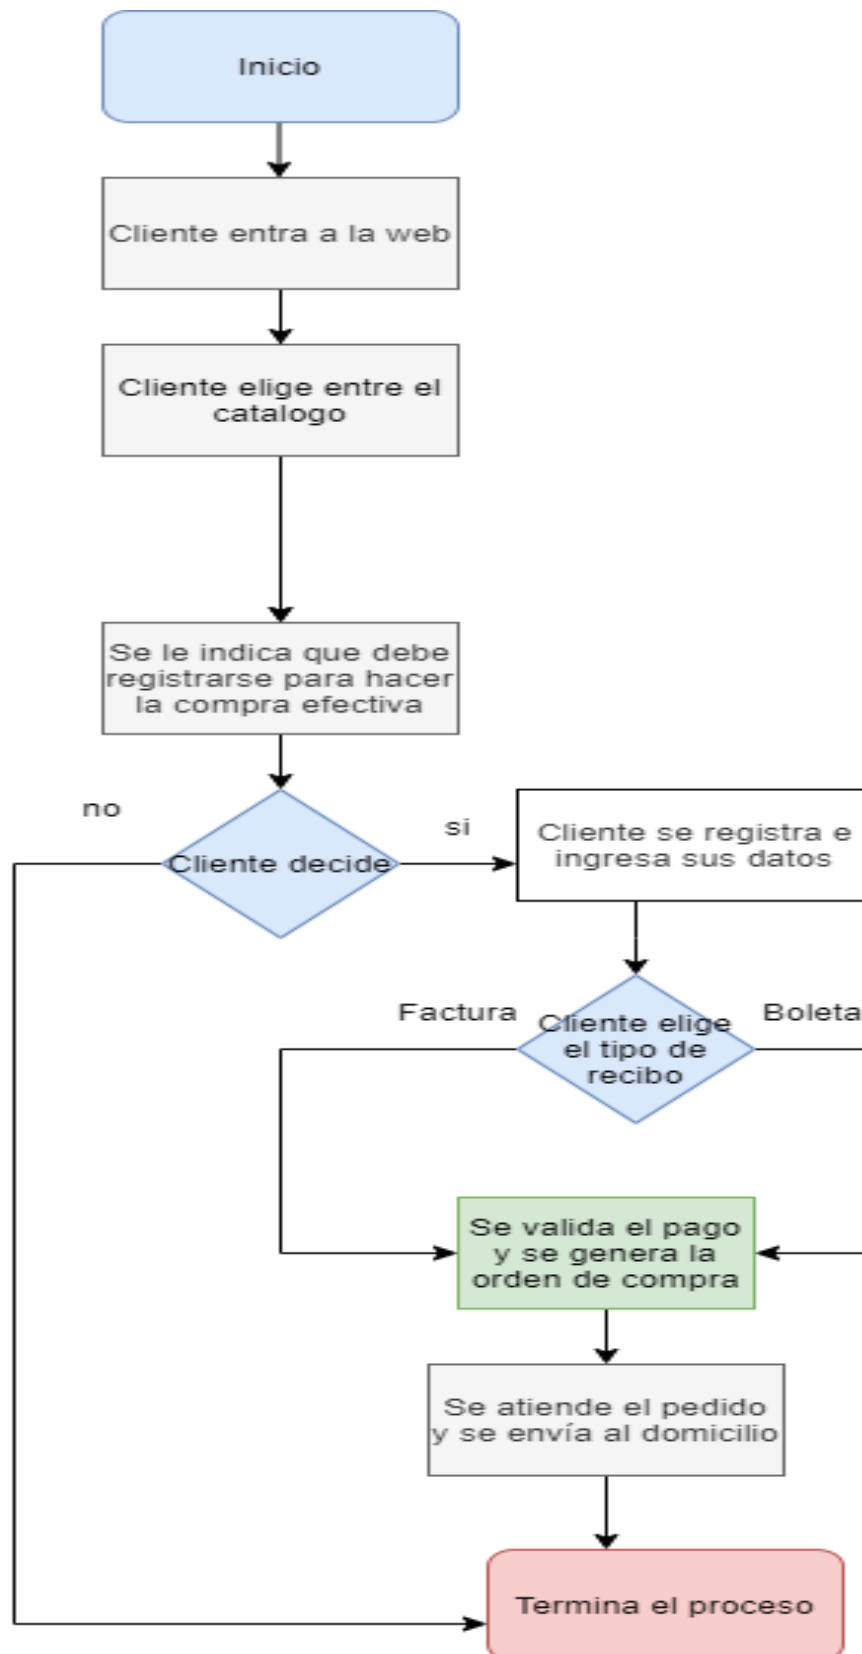 Inicio
Cliente entra a la web
Cliente elige entre el
catalogo
Se le indica que debe
registrarse para hacer
la compra efectiva
no
Cliente decide
si
Cliente se registra e
ingresa sus datos
Factura
Cliente elige
el tipo de
recibo
Boleta
Se valida el pago
y se genera la
orden de compra
Se atiende el pedido
y se envía al domicilio
Termina el proceso